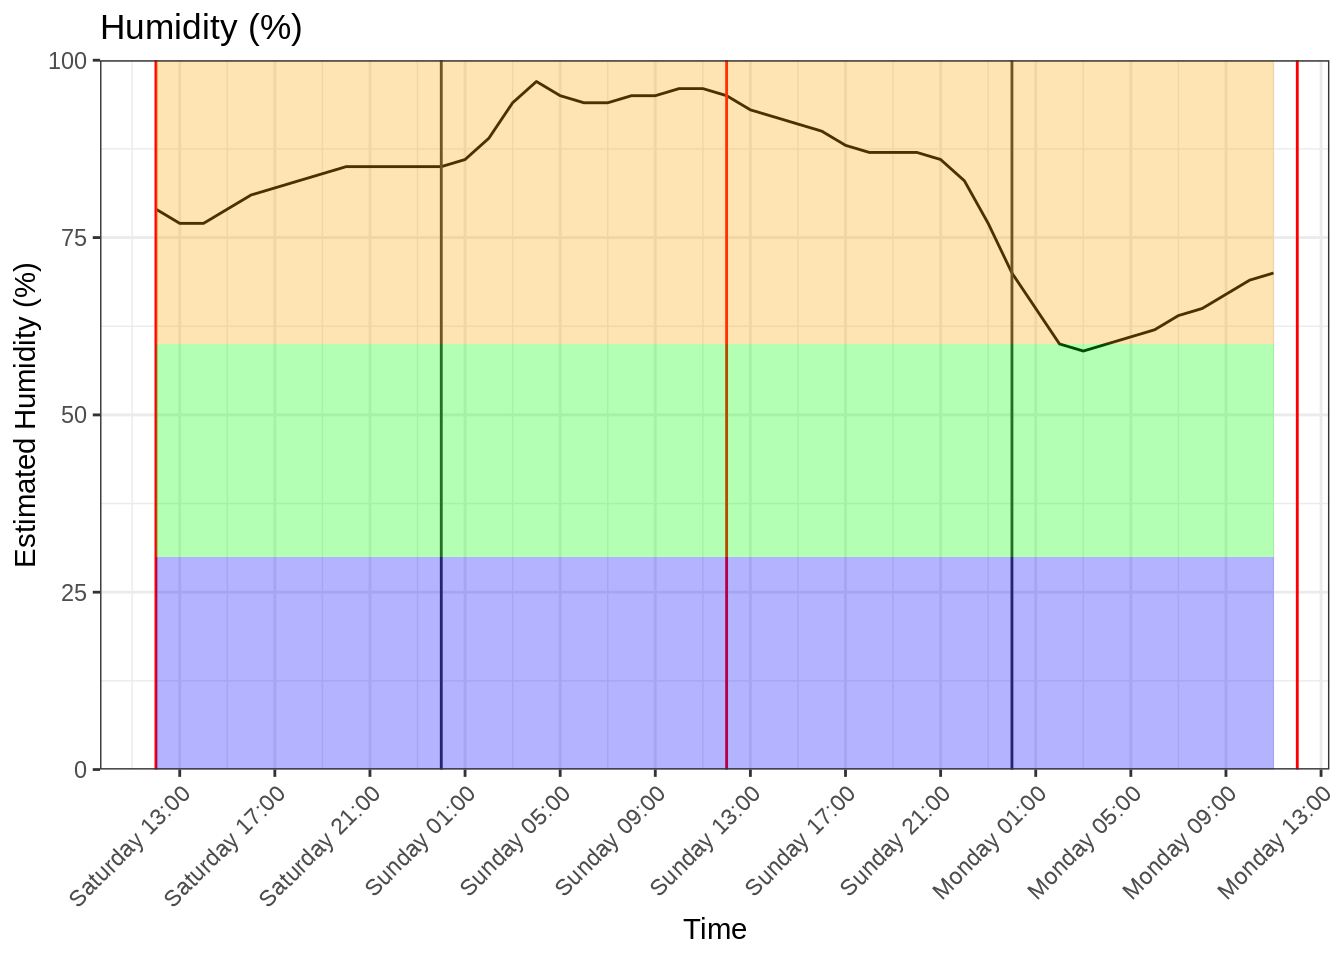 Humidity (%)
Estimated Humidity (%)
100
75
50
25
0
Saturday 13:00
Saturday 17:00
Saturday 21:00
Sunday 01:00
Sunday 05:00
Sunday 09:00
Sunday 13:00
Sunday 17:00
Sunday 21:00
Monday 01:00
Monday 05:00
Monday 09:00
Monday 13:00
Time